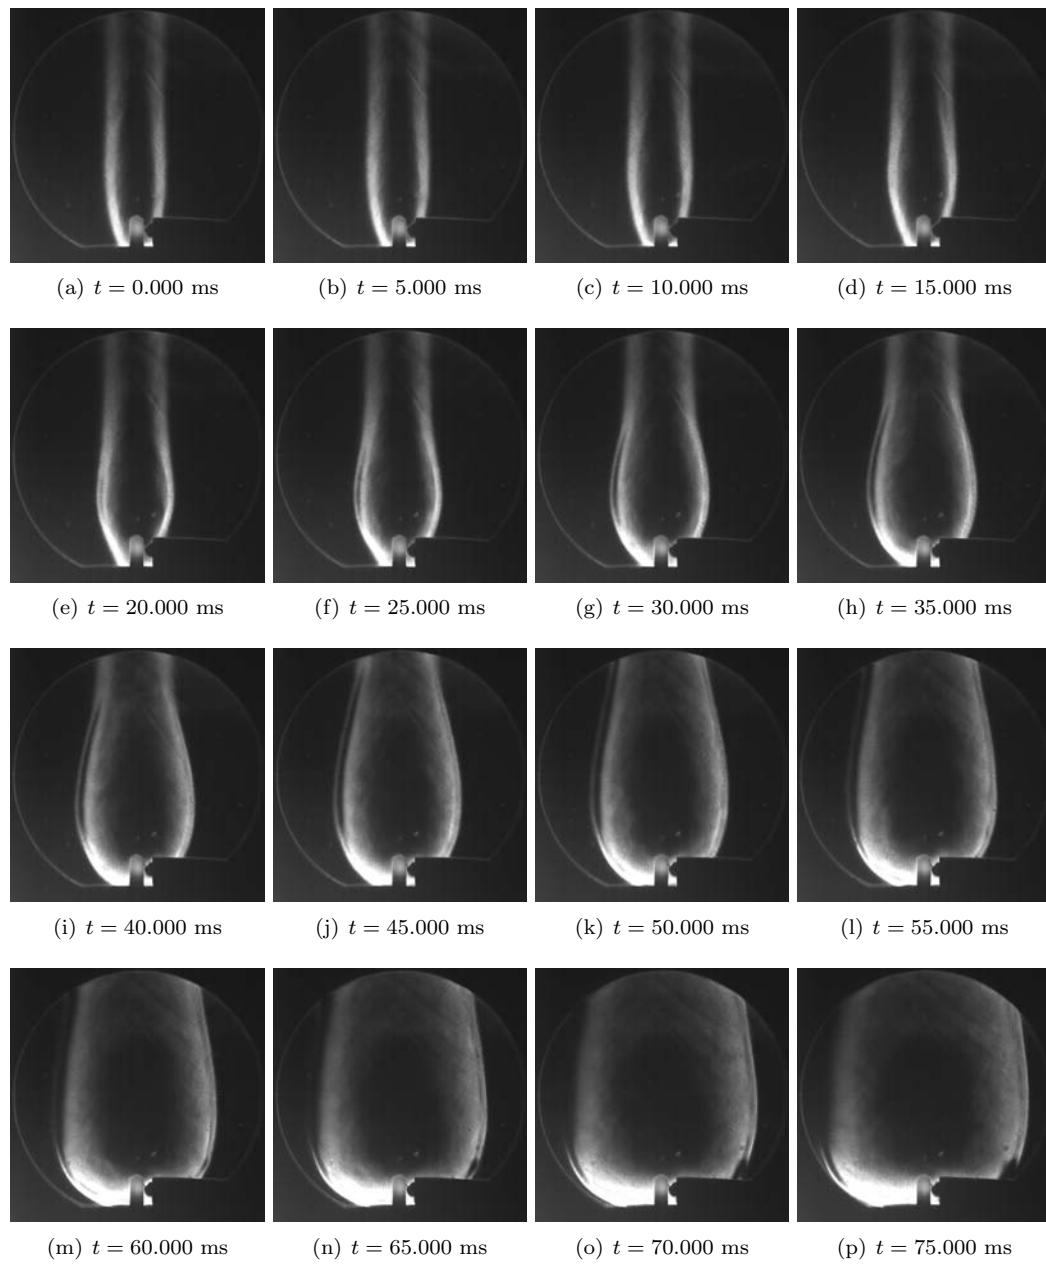 (a) t = 0.000 ms (b) t = 5.000 ms (c) t = 10.000 ms (d) t = 15.000 ms
(e) t = 20.000 ms (f) t = 25.000 ms (g) t = 30.000 ms (h) t = 35.000 ms
(i) t = 40.000 ms (j) t = 45.000 ms (k) t = 50.000 ms (l) t = 55.000 ms
(m) t = 60.000 ms (n) t = 65.000 ms (o) t = 70.000 ms (p) t = 75.000 ms